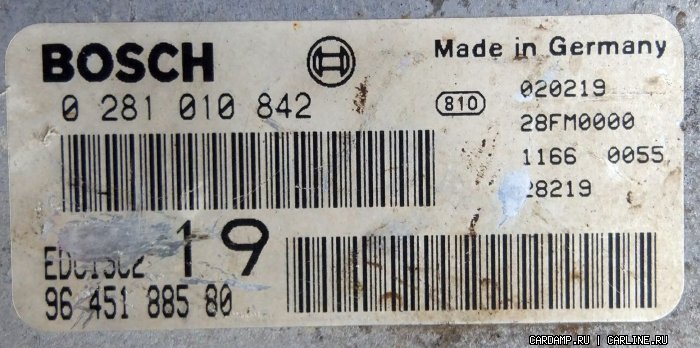 BOSCH
Made in Germany
0 281 010 842
810
020219
28FM0000
1166 0055
28219
EDC15C2 19
96 451 885 80
CARDAMP.RU | CARLINE.RU